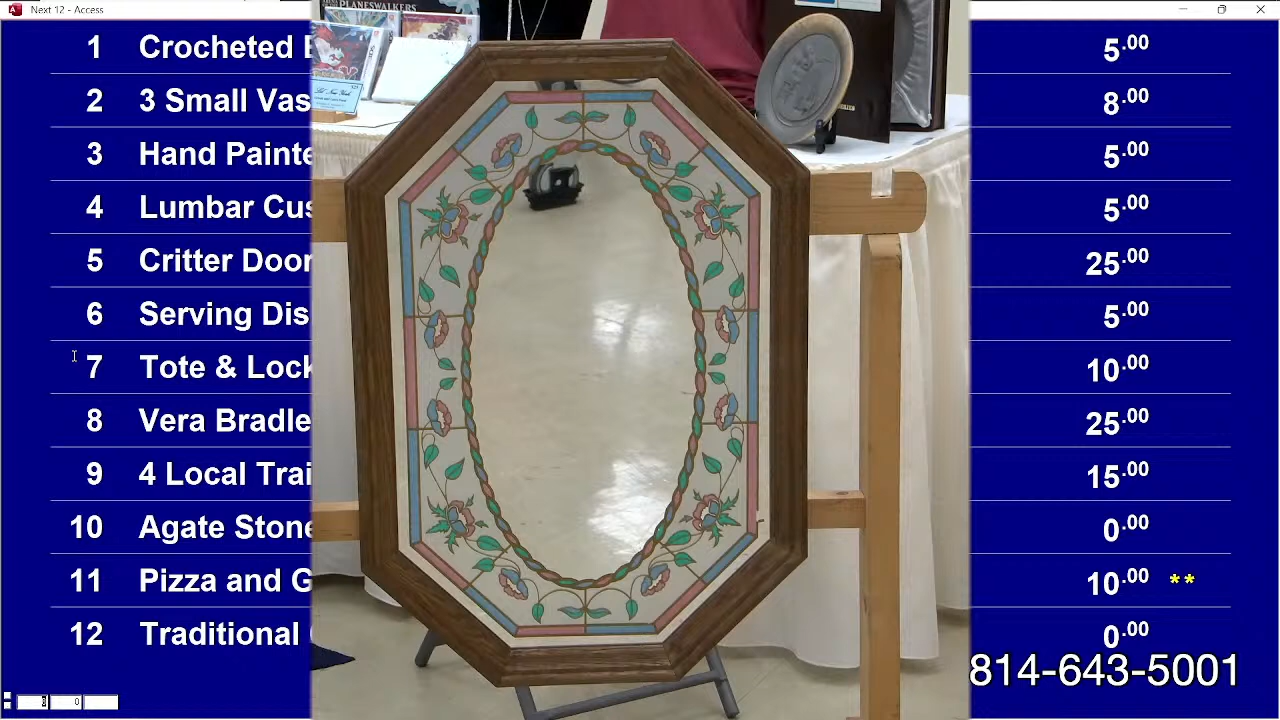 Next 12 - Access
1 Crocheted 5.00
2 3 Small Vas 8.00
3 Hand Painte 5.00
4 Lumbar Cus 5.00
5 Critter Door 25.00
6 Serving Dis 5.00
7 Tote & Lock 10.00
8 Vera Bradle 25.00
9 4 Local Trai 15.00
10 Agate Stone 0.00
11 Pizza and G 10.00 **
12 Traditional 0.00
814-643-5001
0
PLANESWALKERS